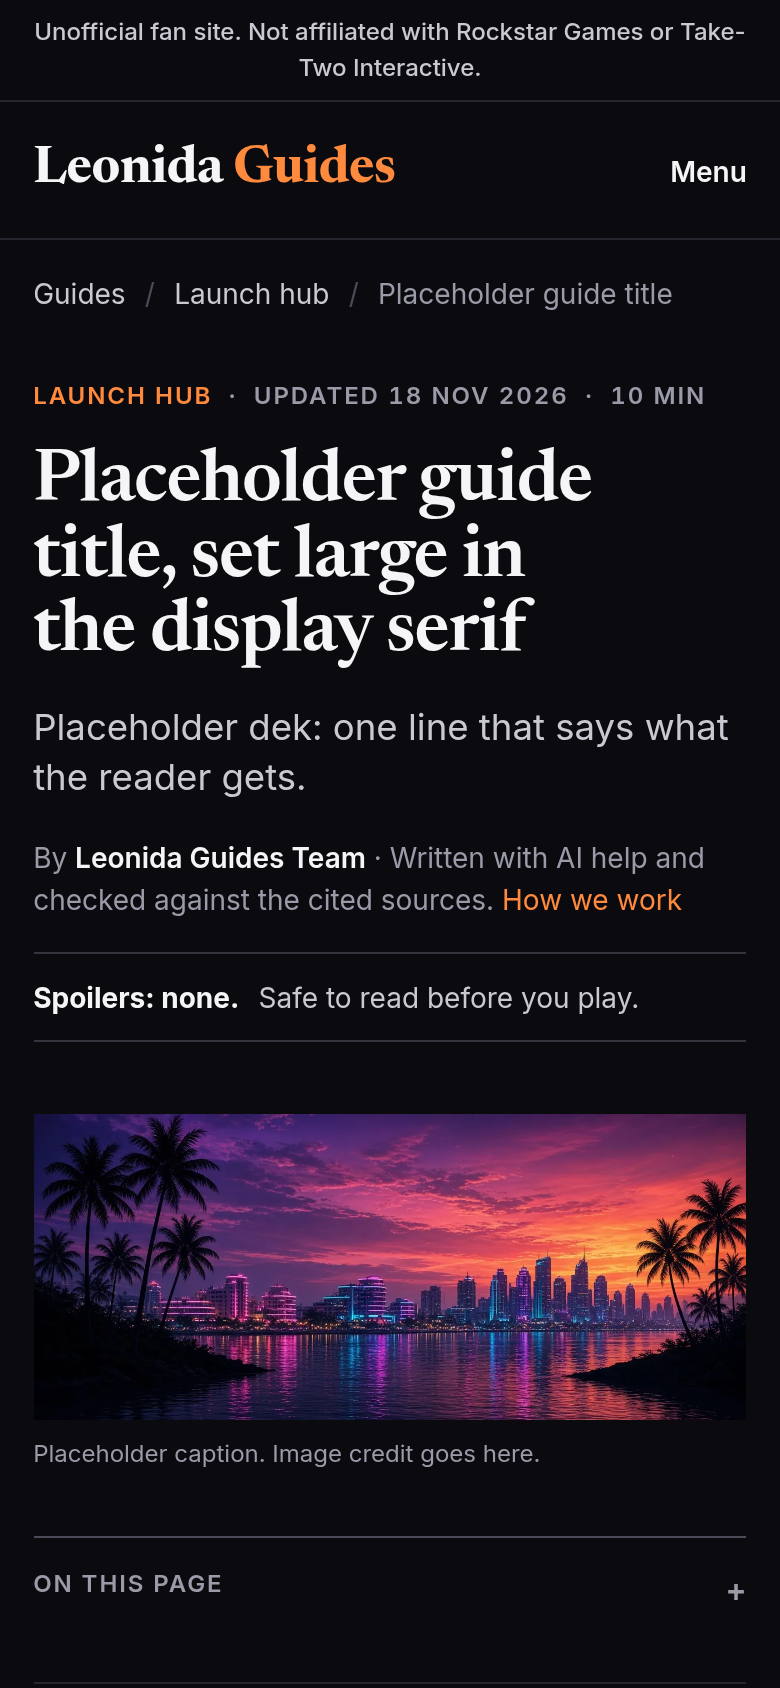 Unofficial fan site. Not affiliated with Rockstar Games or Take-
Two Interactive.
Leonida Guides
Menu
Guides / Launch hub / Placeholder guide title
LAUNCH HUB · UPDATED 18 NOV 2026 · 10 MIN
Placeholder guide
title, set large in
the display serif
Placeholder dek: one line that says what
the reader gets.
By Leonida Guides Team · Written with AI help and
checked against the cited sources. How we work
Spoilers: none. Safe to read before you play.
Placeholder caption. Image credit goes here.
ON THIS PAGE
+